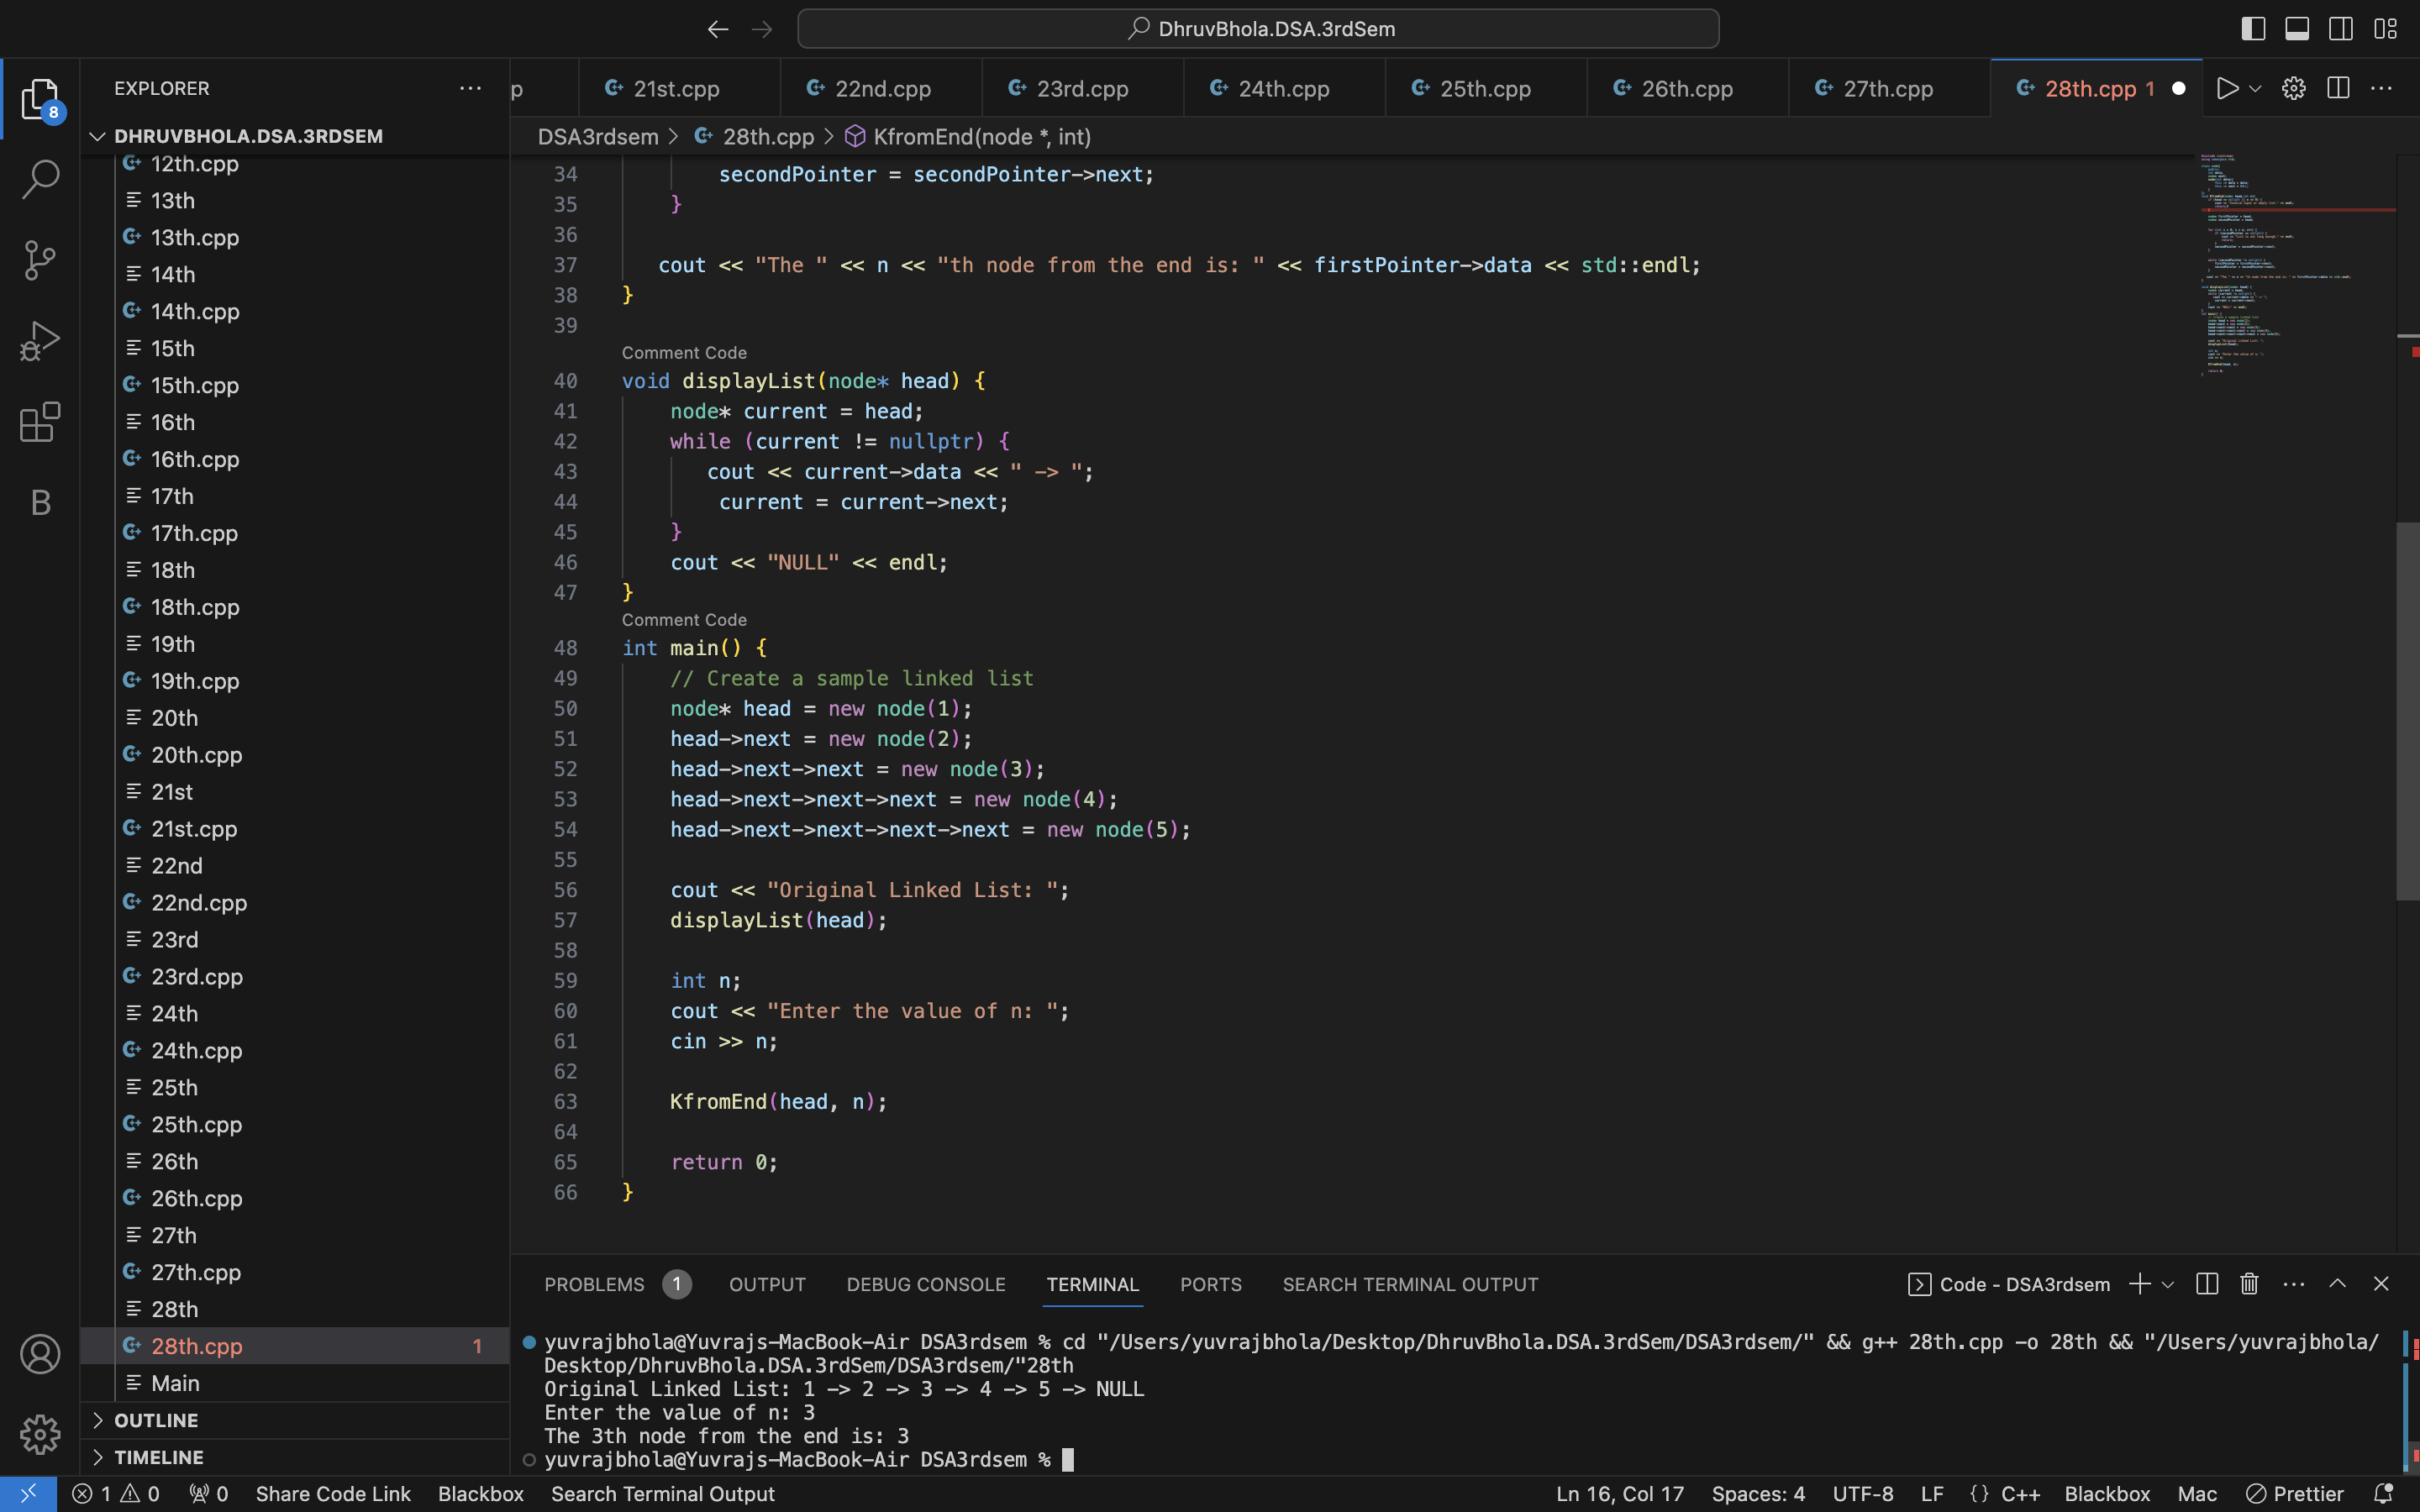 DhruvBhola.DSA.3rdSem
EXPLORER
8
DHRUVBHOLA.DSA.3RDSEM
12th.cpp
13th
13th.cpp
14th
14th.cpp
15th
15th.cpp
16th
16th.cpp
17th
17th.cpp
18th
18th.cpp
19th
19th.cpp
20th
20th.cpp
21st
21st.cpp
22nd
22nd.cpp
23rd
23rd.cpp
24th
24th.cpp
25th
25th.cpp
26th
26th.cpp
27th
27th.cpp
28th
28th.cpp 1
Main
OUTLINE
TIMELINE
B
p 21st.cpp 22nd.cpp 23rd.cpp 24th.cpp 25th.cpp 26th.cpp 27th.cpp 28th.cpp 1
DSA3rdsem > 28th.cpp > KfromEnd(node *, int)
34 secondPointer = secondPointer->next;
35 }
36
37 cout << "The " << n << "th node from the end is: " << firstPointer->data << std::endl;
38 }
39
Comment Code
40 void displayList(node* head) {
41 node* current = head;
42 while (current != nullptr) {
43 cout << current->data << " -> ";
44 current = current->next;
45 }
46 cout << "NULL" << endl;
47 }
Comment Code
48 int main() {
49 // Create a sample linked list
50 node* head = new node(1);
51 head->next = new node(2);
52 head->next->next = new node(3);
53 head->next->next->next = new node(4);
54 head->next->next->next->next = new node(5);
55
56 cout << "Original Linked List: ";
57 displayList(head);
58
59 int n;
60 cout << "Enter the value of n: ";
61 cin >> n;
62
63 KfromEnd(head, n);
64
65 return 0;
66 }
PROBLEMS 1 OUTPUT DEBUG CONSOLE TERMINAL PORTS SEARCH TERMINAL OUTPUT Code - DSA3rdsem
yuvrajbhola@Yuvrajs-MacBook-Air DSA3rdsem % cd "/Users/yuvrajbhola/Desktop/DhruvBhola.DSA.3rdSem/DSA3rdsem/" && g++ 28th.cpp -o 28th && "/Users/yuvrajbhola/
Desktop/DhruvBhola.DSA.3rdSem/DSA3rdsem/"28th
Original Linked List: 1 -> 2 -> 3 -> 4 -> 5 -> NULL
Enter the value of n: 3
The 3th node from the end is: 3
yuvrajbhola@Yuvrajs-MacBook-Air DSA3rdsem %
1 0 0 Share Code Link Blackbox Search Terminal Output Ln 16, Col 17 Spaces: 4 UTF-8 LF {} C++ Blackbox Mac Prettier